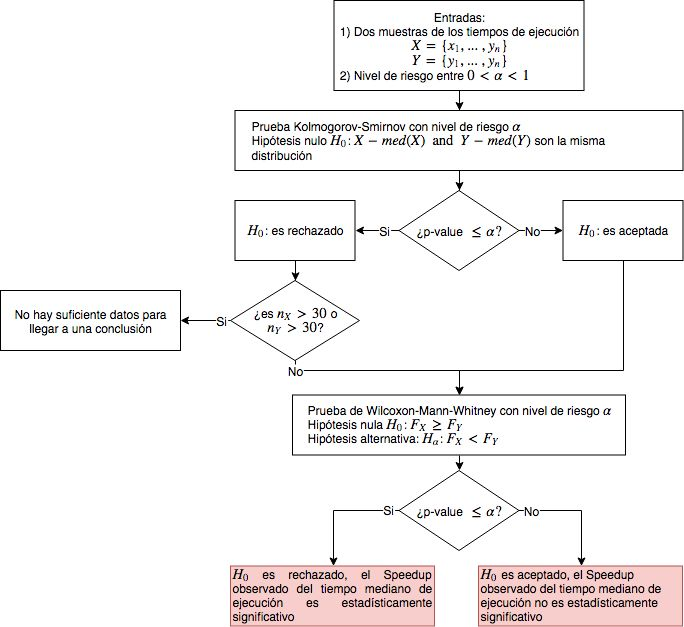 Entradas:
1) Dos muestras de los tiempos de ejecución
X = {x₁, ... , yₙ}
Y = {y₁, ... , yₙ}
2) Nivel de riesgo entre 0 < α < 1
Prueba Kolmogorov-Smirnov con nivel de riesgo α
Hipótesis nulo H₀: X − med(X) and Y − med(Y) son la misma
distribución
H₀: es rechazado
Si
¿p-value ≤ α?
No
H₀: es aceptada
No hay suficiente datos para
llegar a una conclusión
Si
¿es n_X > 30 o
n_Y > 30?
No
Prueba de Wilcoxon-Mann-Whitney con nivel de riesgo α
Hipótesis nula H₀: F_X ≥ F_Y
Hipótesis alternativa: Hₐ: F_X < F_Y
Si
¿p-value ≤ α?
No
H₀ es rechazado, el Speedup
observado del tiempo mediano de
ejecución es estadísticamente
significativo
H₀ es aceptado, el Speedup
observado del tiempo mediano de
ejecución no es estadísticamente
significativo